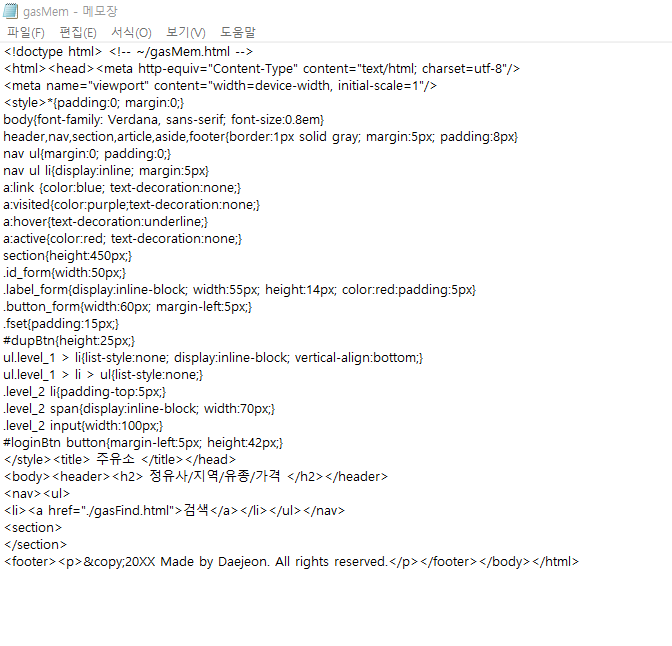 gasMem - 메모장
파일(F) 편집(E) 서식(O) 보기(V) 도움말
<!doctype html> <!-- ~/gasMem.html -->
<html><head><meta http-equiv="Content-Type" content="text/html; charset=utf-8"/>
<meta name="viewport" content="width=device-width, initial-scale=1"/>
<style>*{padding:0; margin:0;}
body{font-family: Verdana, sans-serif; font-size:0.8em}
header,nav,section,article,aside,footer{border:1px solid gray; margin:5px; padding:8px}
nav ul{margin:0; padding:0;}
nav ul li{display:inline; margin:5px}
a:link {color:blue; text-decoration:none;}
a:visited{color:purple;text-decoration:none;}
a:hover{text-decoration:underline;}
a:active{color:red; text-decoration:none;}
section{height:450px;}
.id_form{width:50px;}
.label_form{display:inline-block; width:55px; height:14px; color:red:padding:5px}
.button_form{width:60px; margin-left:5px;}
.fset{padding:15px;}
#dupBtn{height:25px;}
ul.level_1 > li{list-style:none; display:inline-block; vertical-align:bottom;}
ul.level_1 > li > ul{list-style:none;}
.level_2 li{padding-top:5px;}
.level_2 span{display:inline-block; width:70px;}
.level_2 input{width:100px;}
#loginBtn button{margin-left:5px; height:42px;}
</style><title> 주유소 </title></head>
<body><header><h2> 정유사/지역/유종/가격 </h2></header>
<nav><ul>
<li><a href="./gasFind.html">검색</a></li></ul></nav>
<section>
</section>
<footer><p>&copy;20XX Made by Daejeon. All rights reserved.</p></footer></body></html>